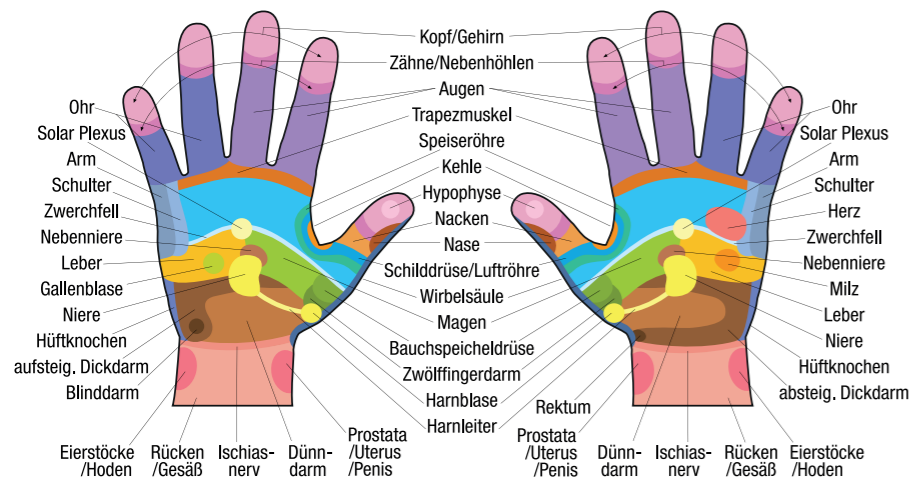 Kopf/Gehirn
Zähne/Nebenhöhlen
Augen
Trapezmuskel
Speiseröhre
Kehle
Hypophyse
Nacken
Nase
Schilddrüse/Luftröhre
Wirbelsäule
Magen
Bauchspeicheldrüse
Zwölffingerdarm
Harnblase
Harnleiter
Ohr
Solar Plexus
Arm
Schulter
Zwerchfell
Nebenniere
Leber
Gallenblase
Niere
Hüftknochen
aufsteig. Dickdarm
Blinddarm
Eierstöcke
/Hoden
Rücken
/Gesäß
Ischias-
nerv
Dünn-
darm
Prostata
/Uterus
/Penis
Ohr
Solar Plexus
Arm
Schulter
Herz
Zwerchfell
Nebenniere
Milz
Leber
Niere
Hüftknochen
absteig. Dickdarm
Rektum
Prostata
/Uterus
/Penis
Dünn-
darm
Ischias-
nerv
Rücken
/Gesäß
Eierstöcke
/Hoden